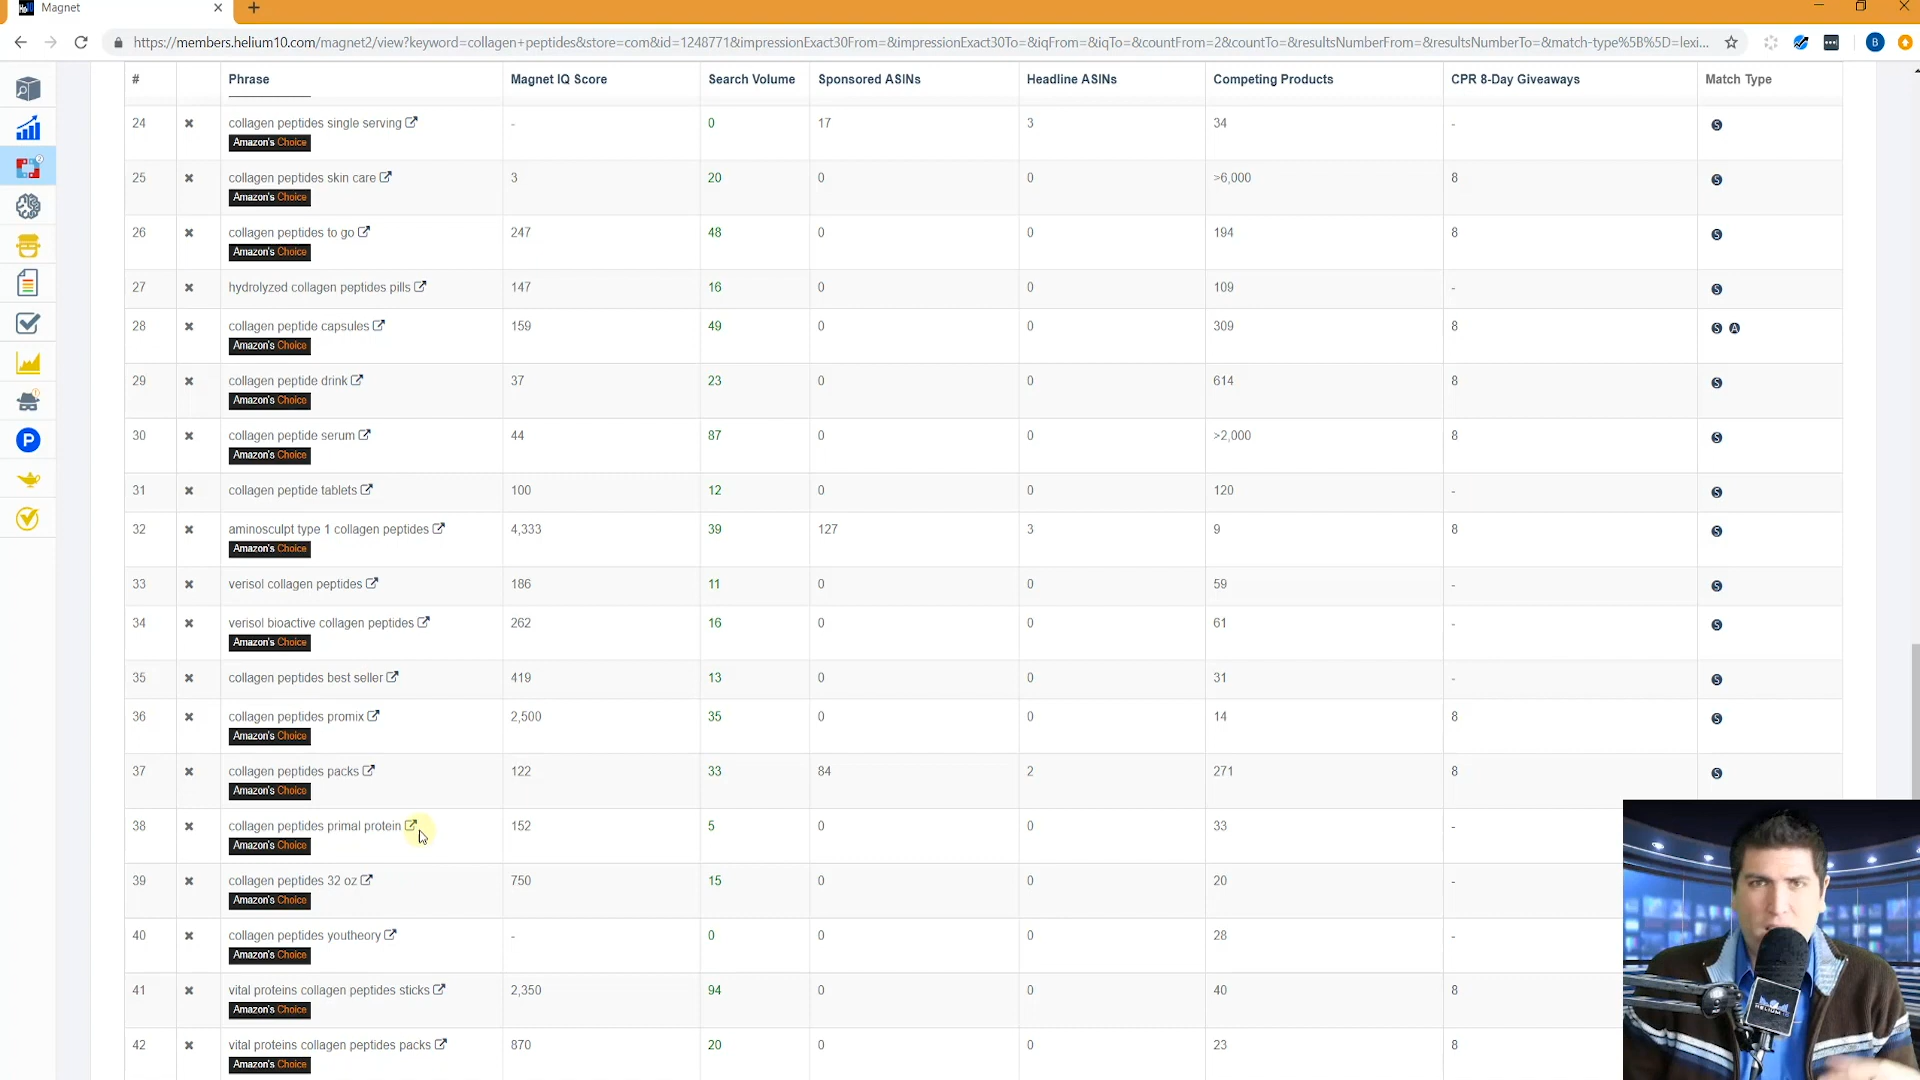 Magnet
https://members.helium10.com/magnet2/view?keyword=collagen+peptides&store=com&id=1248771&impressionExact30From=&impressionExact30To=&iqFrom=&iqTo=&countFrom=2&countTo=&resultsNumberFrom=&resultsNumberTo=&match-type%5B%5D=lexi...
# Phrase Magnet IQ Score Search Volume Sponsored ASINs Headline ASINs Competing Products CPR 8-Day Giveaways Match Type
24 collagen peptides single serving - 0 17 3 34 - S
Amazon's Choice
25 collagen peptides skin care 3 20 0 0 >6,000 8 S
Amazon's Choice
26 collagen peptides to go 247 48 0 0 194 8 S
Amazon's Choice
27 hydrolyzed collagen peptides pills 147 16 0 0 109 - S
28 collagen peptide capsules 159 49 0 0 309 8 S A
Amazon's Choice
29 collagen peptide drink 37 23 0 0 614 8 S
Amazon's Choice
30 collagen peptide serum 44 87 0 0 >2,000 8 S
Amazon's Choice
31 collagen peptide tablets 100 12 0 0 120 - S
32 aminosculpt type 1 collagen peptides 4,333 39 127 3 9 8 S
Amazon's Choice
33 verisol collagen peptides 186 11 0 0 59 - S
34 verisol bioactive collagen peptides 262 16 0 0 61 - S
Amazon's Choice
35 collagen peptides best seller 419 13 0 0 31 - S
36 collagen peptides promix 2,500 35 0 0 14 8 S
Amazon's Choice
37 collagen peptides packs 122 33 84 2 271 8 S
Amazon's Choice
38 collagen peptides primal protein 152 5 0 0 33 -
Amazon's Choice
39 collagen peptides 32 oz 750 15 0 0 20 -
Amazon's Choice
40 collagen peptides youtheory - 0 0 0 28 -
Amazon's Choice
41 vital proteins collagen peptides sticks 2,350 94 0 0 40 8
Amazon's Choice
42 vital proteins collagen peptides packs 870 20 0 0 23 8
Amazon's Choice
P
B
HELIUM 10